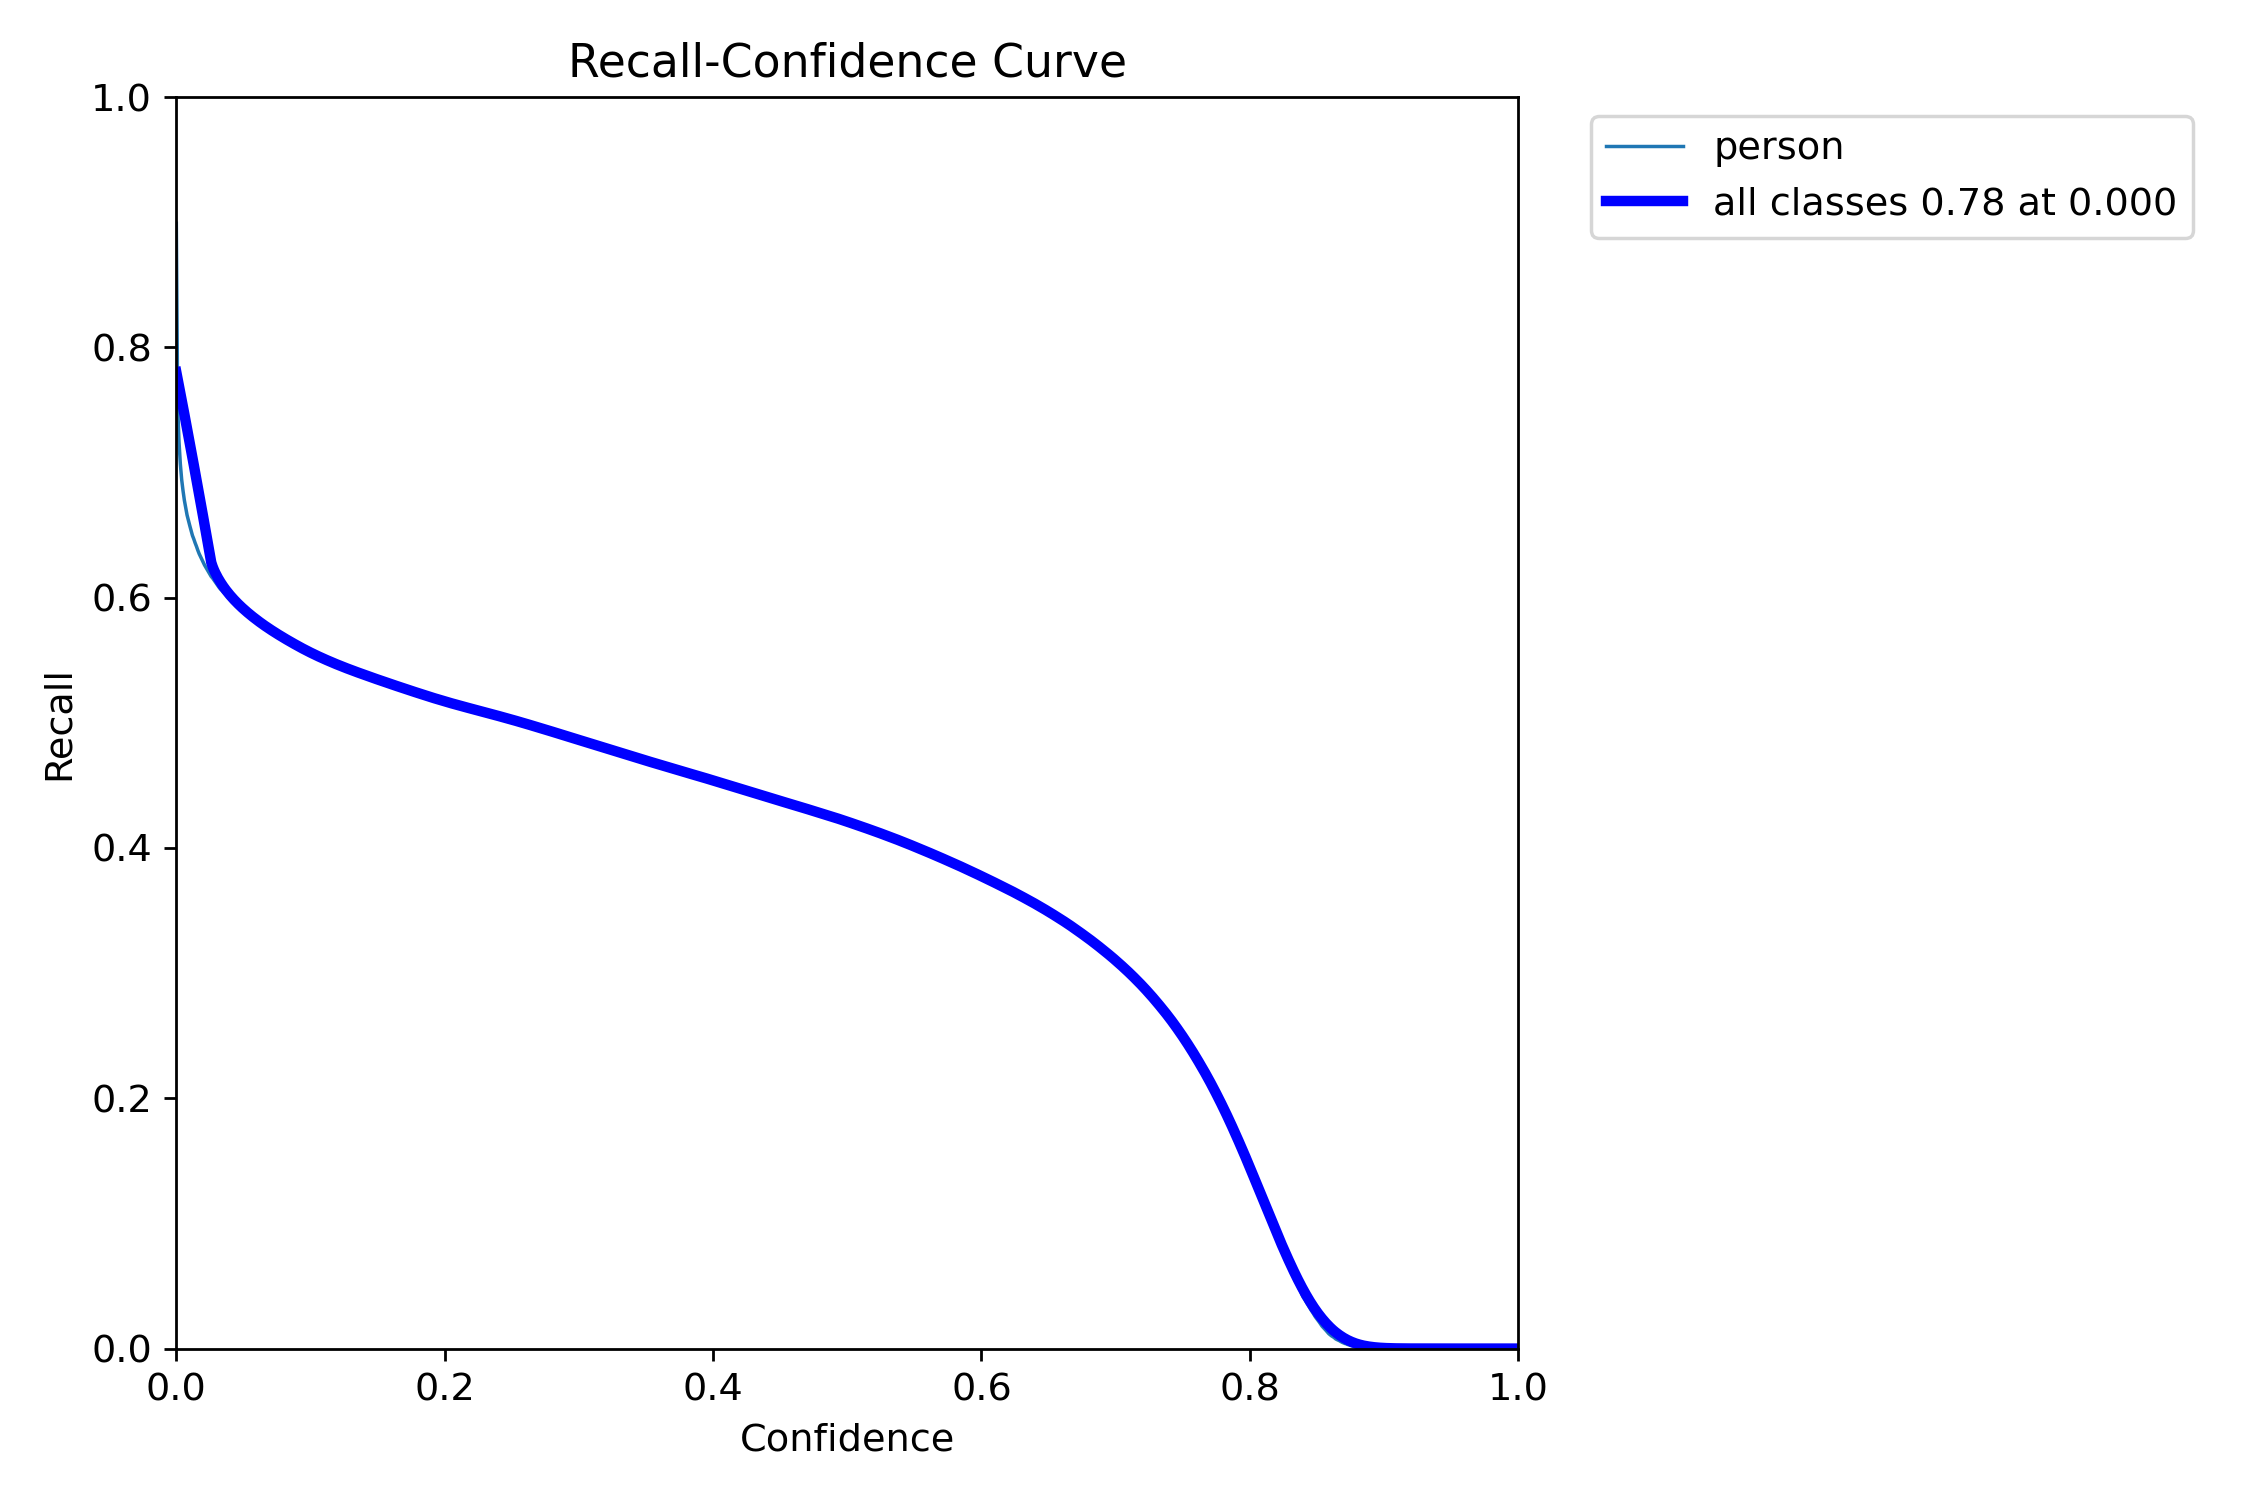 Recall-Confidence Curve
1.0
0.8
0.6
0.4
0.2
0.0
Recall
0.0 0.2 0.4 0.6 0.8 1.0
Confidence
person
all classes 0.78 at 0.000